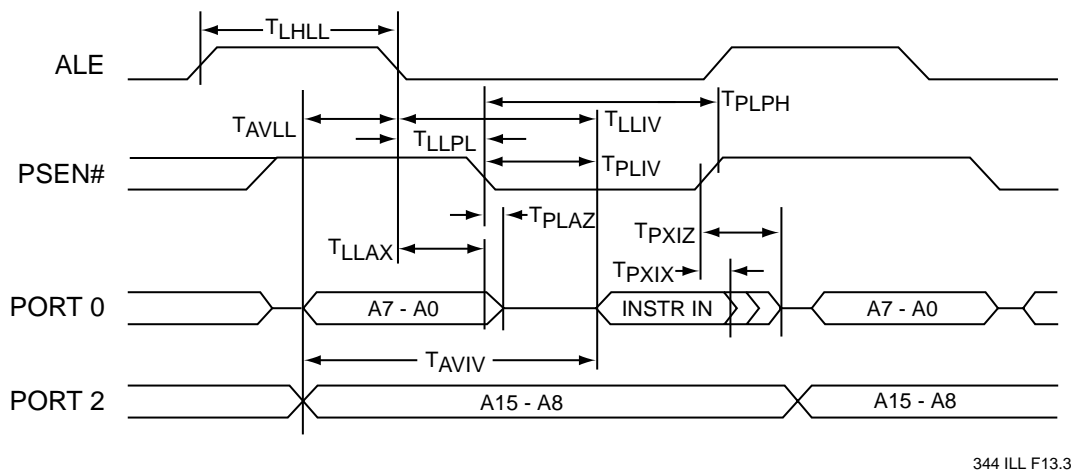 TLHLL
ALE
TPLPH
TAVLL
TLLIV
TLLPL
PSEN#
TPLIV
TPLAZ
TLLAX
TPXIZ
TPXIX
PORT 0
A7 - A0
INSTR IN
A7 - A0
TAVIV
PORT 2
A15 - A8
A15 - A8
344 ILL F13.3